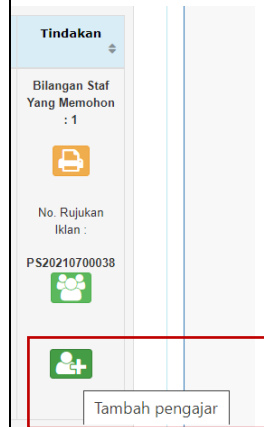 Tindakan
Bilangan Staf
Yang Memohon
: 1
No. Rujukan
Iklan :
PS20210700038
Tambah pengajar